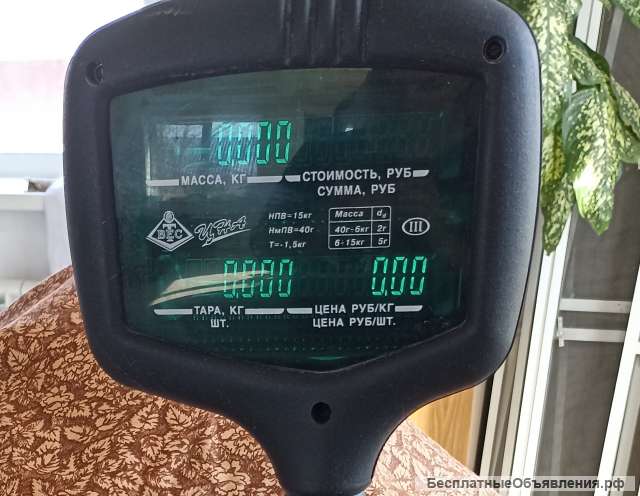 0.000
МАССА, КГ СТОИМОСТЬ, РУБ
СУММА, РУБ
ВЕС ЦНА
НПВ=15кг
НмПВ=40г
Т=-1,5кг
Масса dd
40г-6кг 2г
6-15кг 5г
III
0.000 0.00
ТАРА, КГ ЦЕНА РУБ/КГ
ШТ. ЦЕНА РУБ/ШТ.
БесплатныеОбъявления.рф